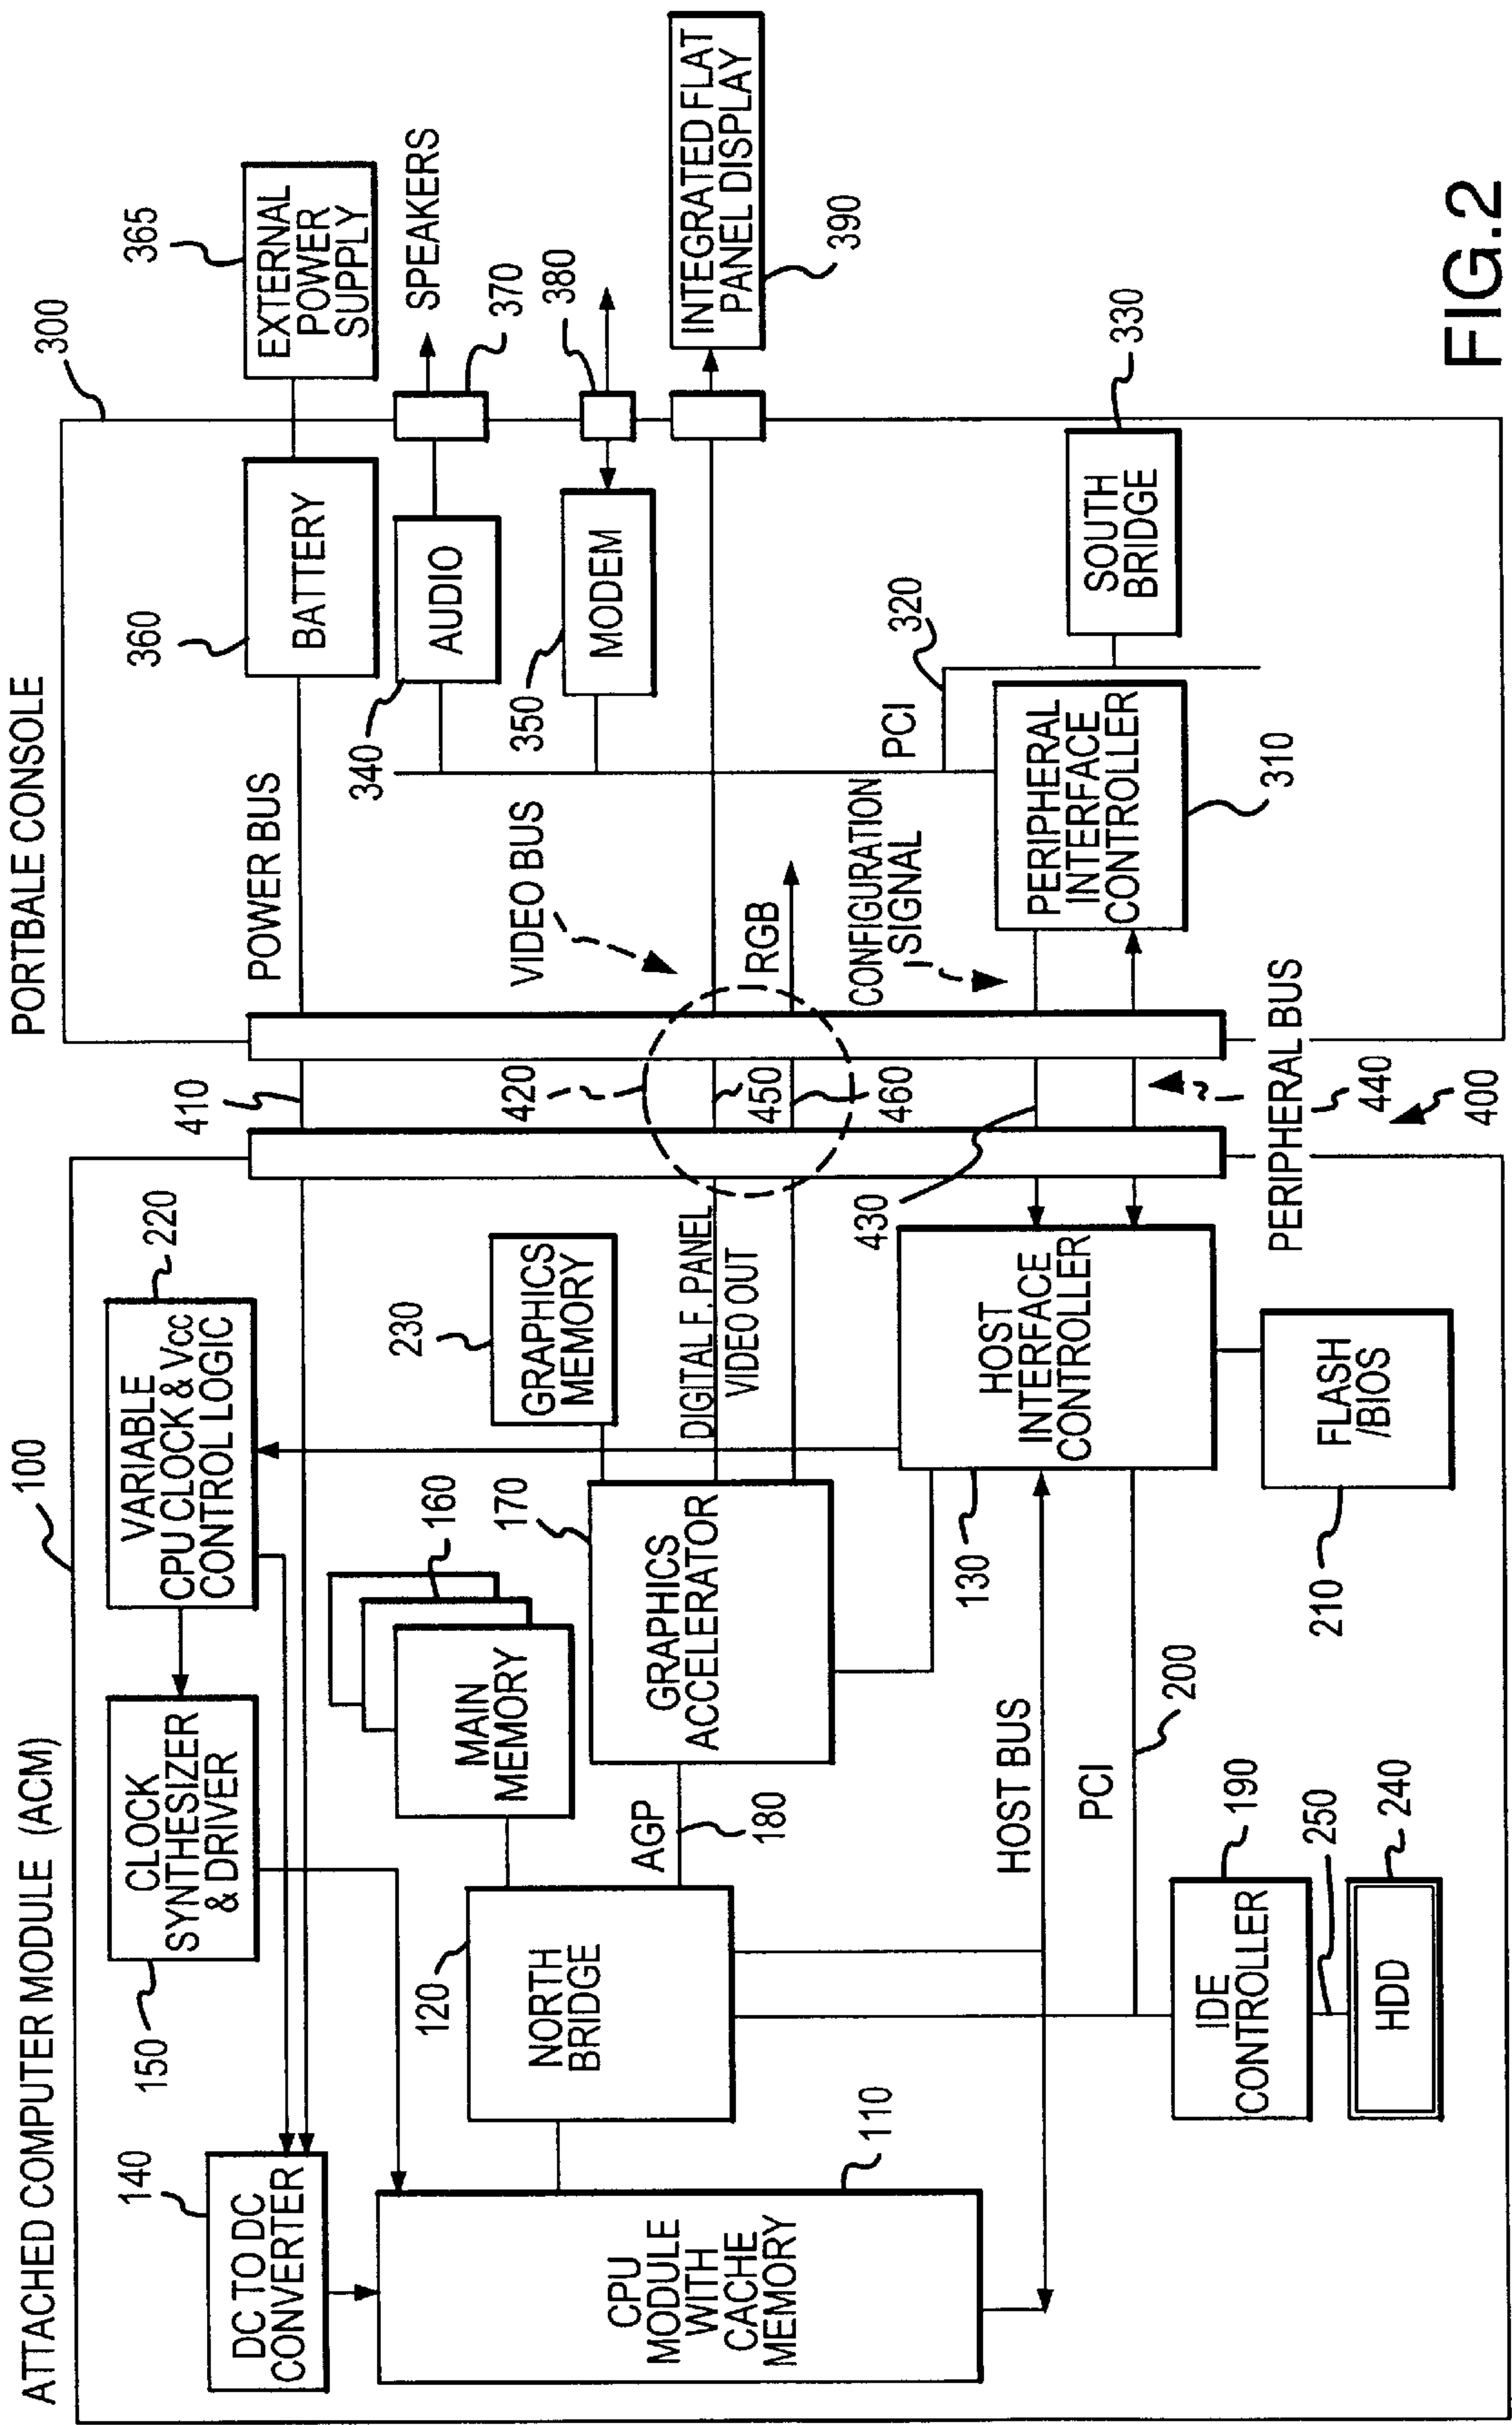 ATTACHED COMPUTER MODULE (ACM)
100
PORTBALE CONSOLE
300
140
DC TO DC
CONVERTER
150
CLOCK
SYNTHESIZER
& DRIVER
VARIABLE
CPU CLOCK & Vcc
CONTROL LOGIC
220
410
POWER BUS
360
BATTERY
365
EXTERNAL
POWER
SUPPLY
CPU
MODULE
WITH
CACHE
MEMORY
110
120
NORTH
BRIDGE
MAIN
MEMORY
160
AGP
180
170
GRAPHICS
ACCELERATOR
230
GRAPHICS
MEMORY
DIGITAL F. PANEL
VIDEO OUT
420
450
460
VIDEO BUS
RGB
340
AUDIO
370
SPEAKERS
350
MODEM
380
INTEGRATED FLAT
PANEL DISPLAY
390
HOST BUS
PCI
200
130
HOST
INTERFACE
CONTROLLER
430
CONFIGURATION
SIGNAL
PCI
320
PERIPHERAL
INTERFACE
CONTROLLER
310
SOUTH
BRIDGE
330
IDE
CONTROLLER
190
250
HDD
240
210
FLASH
/BIOS
PERIPHERAL BUS
440
400
FIG.2